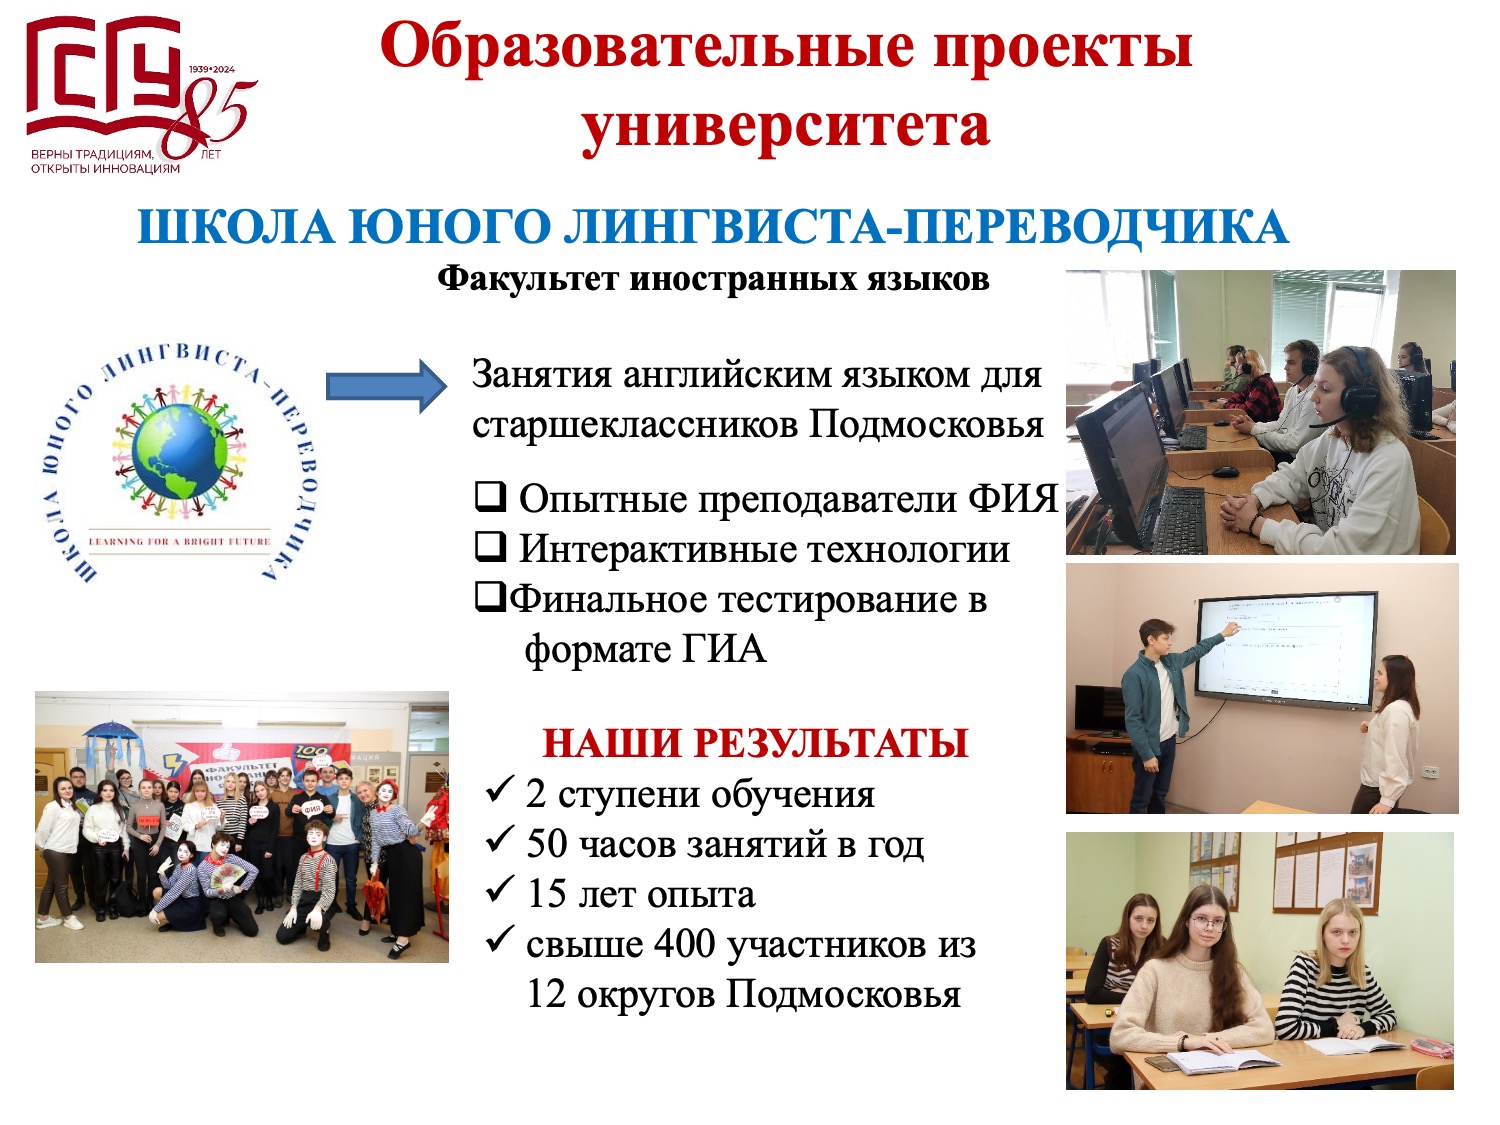 ГСГУ
1939•2024
85
ЛЕТ
ВЕРНЫ ТРАДИЦИЯМ,
ОТКРЫТЫ ИННОВАЦИЯМ
Образовательные проекты
университета
ШКОЛА ЮНОГО ЛИНГВИСТА-ПЕРЕВОДЧИКА
Факультет иностранных языков
ШКОЛА ЮНОГО ЛИНГВИСТА-ПЕРЕВОДЧИКА
LEARNING FOR A BRIGHT FUTURE
Занятия английским языком для
старшеклассников Подмосковья
Опытные преподаватели ФИЯ
Интерактивные технологии
Финальное тестирование в
формате ГИА
НАШИ РЕЗУЛЬТАТЫ
2 ступени обучения
50 часов занятий в год
15 лет опыта
свыше 400 участников из
12 округов Подмосковья
100
ФАКУЛЬТЕТ
ФИЯ